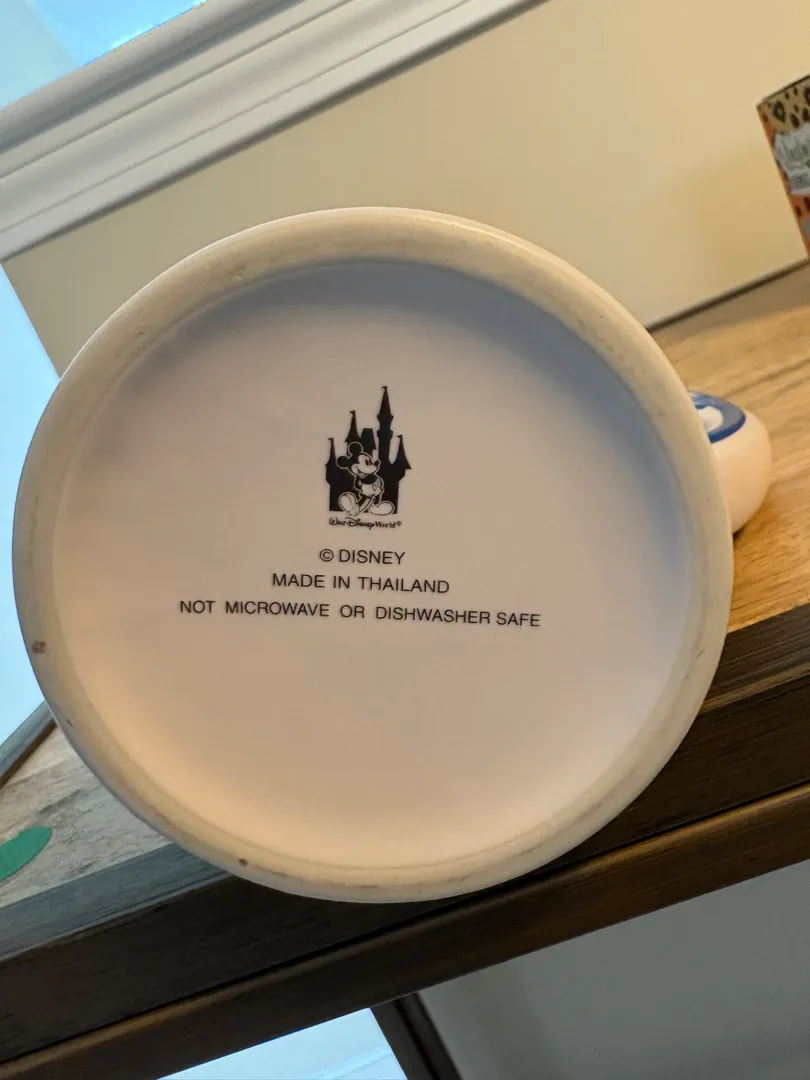 Walt Disney World®
© DISNEY
MADE IN THAILAND
NOT MICROWAVE OR DISHWASHER SAFE